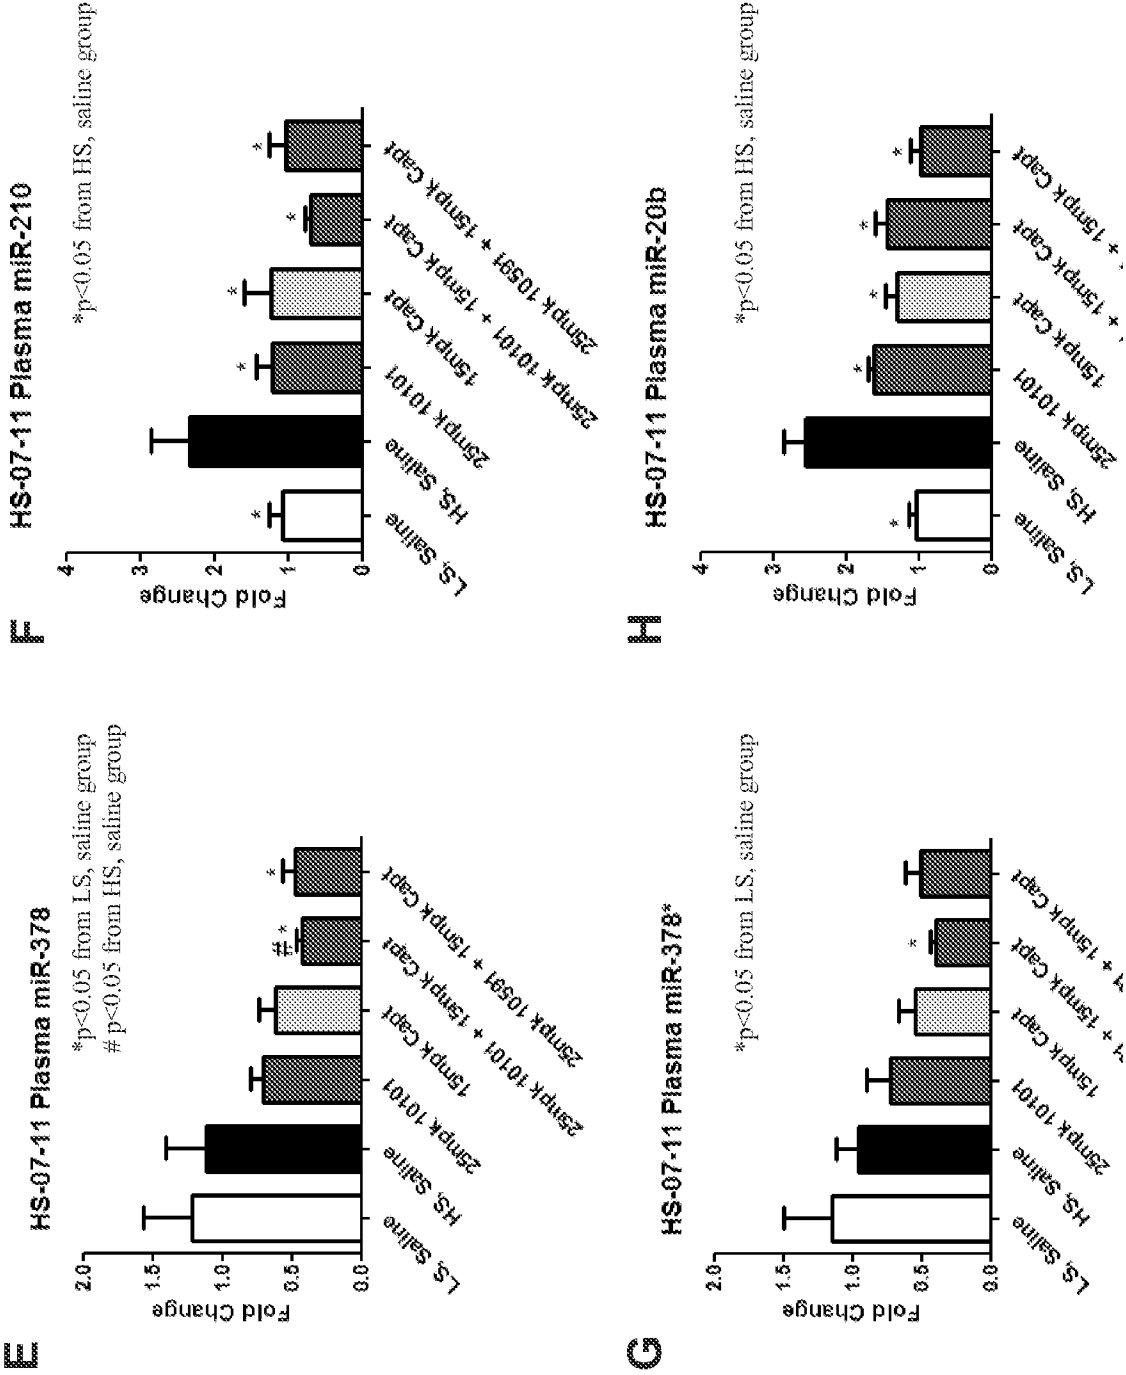 E
HS-07-11 Plasma miR-378
*p<0.05 from LS, saline group
#p<0.05 from HS, saline group
Fold Change
2.0
1.5
1.0
0.5
0.0
# *
*
LS, Saline
HS, Saline
25mpk 10101
15mpk Capt
25mpk 10101 + 15mpk Capt
25mpk 10591 + 15mpk Capt
F
HS-07-11 Plasma miR-210
*p<0.05 from HS, saline group
Fold Change
4
3
2
1
0
*
*
*
*
*
LS, Saline
HS, Saline
25mpk 10101
15mpk Capt
25mpk 10101 + 15mpk Capt
25mpk 10591 + 15mpk Capt
G
HS-07-11 Plasma miR-378*
*p<0.05 from LS, saline group
Fold Change
2.0
1.5
1.0
0.5
0.0
*
LS, Saline
HS, Saline
25mpk 10101
15mpk Capt
+ 15mpk Capt
+ 15mpk Capt
H
HS-07-11 Plasma miR-20b
*p<0.05 from HS, saline group
Fold Change
4
3
2
1
0
*
*
*
*
*
LS, Saline
HS, Saline
25mpk 10101
15mpk Capt
+ 15mpk Capt
+ 15mpk Capt